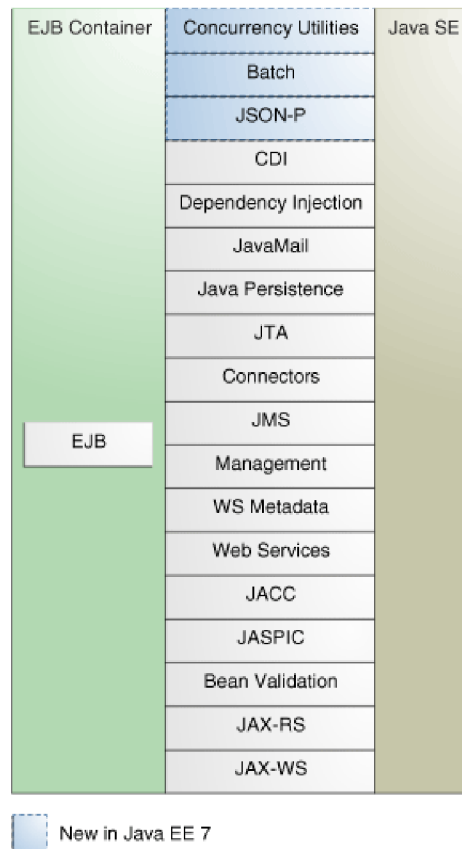 EJB Container
Concurrency Utilities
Java SE
Batch
JSON-P
CDI
Dependency Injection
JavaMail
Java Persistence
JTA
Connectors
JMS
EJB
Management
WS Metadata
Web Services
JACC
JASPIC
Bean Validation
JAX-RS
JAX-WS
New in Java EE 7